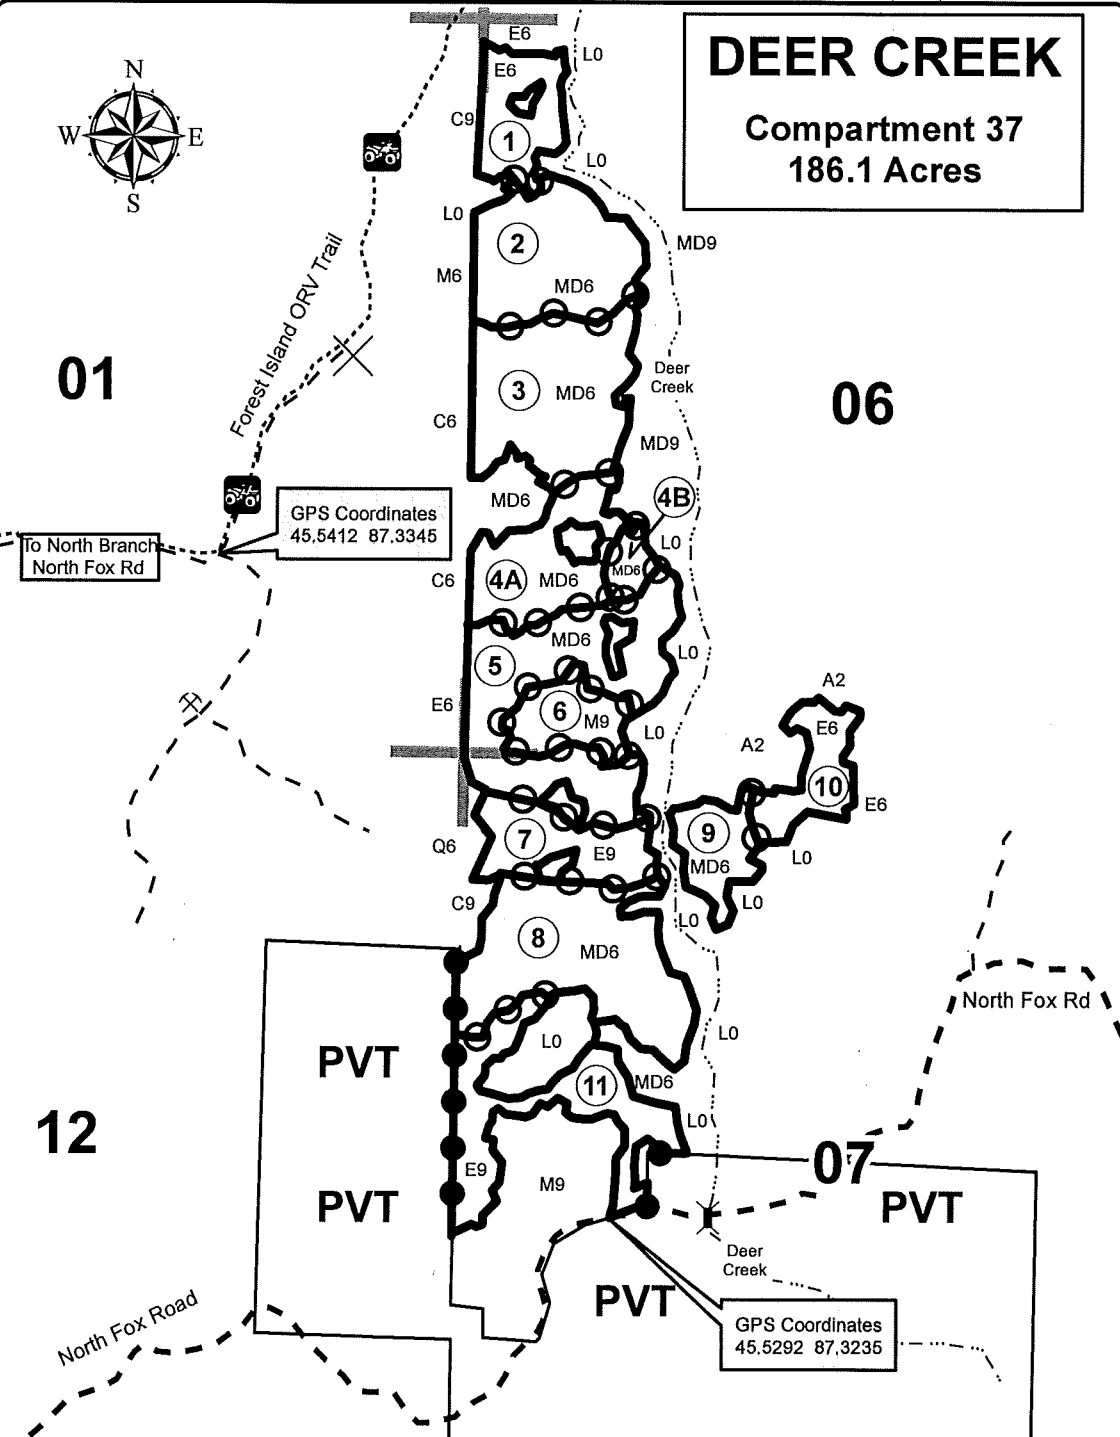 DEER CREEK
Compartment 37
186.1 Acres
N
W
E
S
E6
L0
E6
C9
1
L0
L0
2
MD9
M6
MD6
Forest Island ORV Trail
01
3
MD6
Deer
Creek
06
C6
MD9
MD6
4B
GPS Coordinates
45,5412 87,3345
To North Branch
North Fox Rd
L0
C6
4A
MD6
MD6
MD6
5
L0
E6
6
M9
L0
A2
E6
A2
10
E6
9
MD6
L0
L0
7
E9
Q6
C9
L0
8
MD6
North Fox Rd
L0
L0
PVT
11
MD6
12
L0
07
E9
M9
PVT
PVT
Deer
Creek
PVT
North Fox Road
GPS Coordinates
45,5292 87,3235